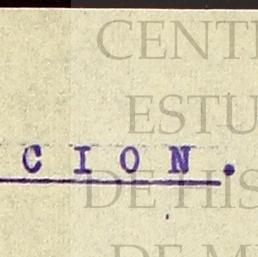 CENT
ESTU
C I O N .
DE HIS
DE M